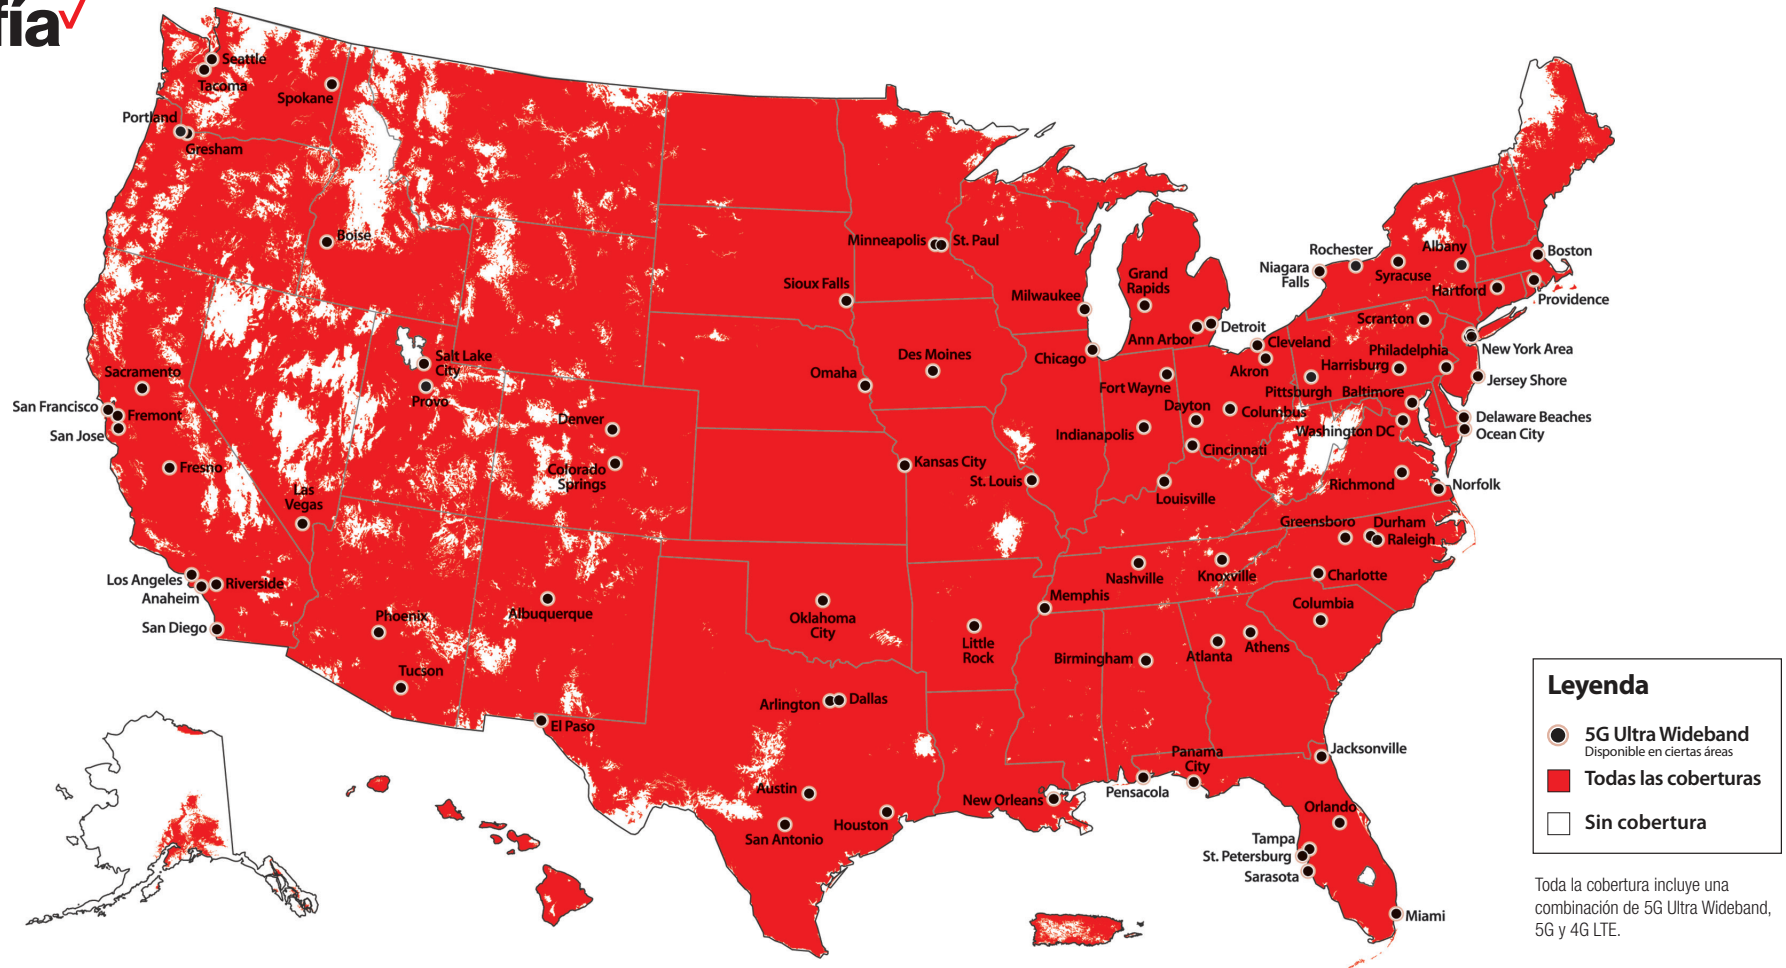 fía
Seattle
Tacoma
Spokane
Portland
Gresham
Boise
Minneapolis
St. Paul
Sioux Falls
Milwaukee
Grand
Rapids
Ann Arbor
Detroit
Rochester
Niagara
Falls
Syracuse
Albany
Boston
Hartford
Providence
Scranton
New York Area
Cleveland
Akron
Philadelphia
Harrisburg
Pittsburgh
Baltimore
Jersey Shore
Sacramento
San Francisco
Fremont
San Jose
Fresno
Salt Lake
City
Provo
Des Moines
Omaha
Chicago
Fort Wayne
Dayton
Columbus
Washington DC
Delaware Beaches
Ocean City
Denver
Colorado
Springs
Kansas City
St. Louis
Indianapolis
Cincinnati
Louisville
Richmond
Norfolk
Las
Vegas
Greensboro
Durham
Raleigh
Los Angeles
Anaheim
Riverside
San Diego
Phoenix
Tucson
Albuquerque
El Paso
Oklahoma
City
Little
Rock
Memphis
Nashville
Knoxville
Charlotte
Columbia
Birmingham
Atlanta
Athens
Arlington
Dallas
Austin
San Antonio
Houston
New Orleans
Pensacola
Panama
City
Jacksonville
Orlando
Tampa
St. Petersburg
Sarasota
Miami
Leyenda
5G Ultra Wideband
Disponible en ciertas áreas
Todas las coberturas
Sin cobertura
Toda la cobertura incluye una
combinación de 5G Ultra Wideband,
5G y 4G LTE.